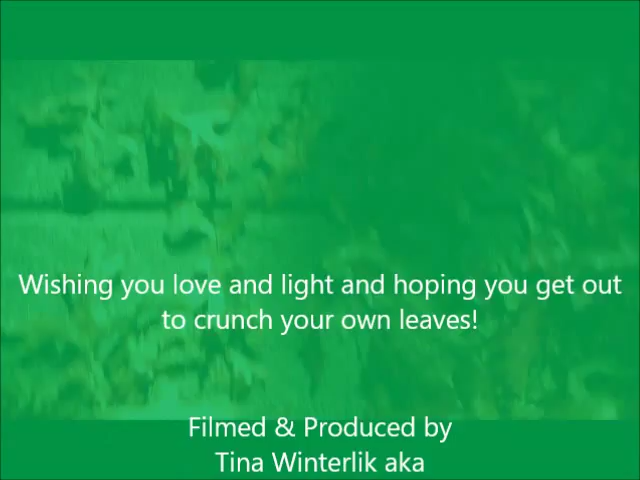 Wishing you love and light and hoping you get out
to crunch your own leaves!
Filmed & Produced by
Tina Winterlik aka